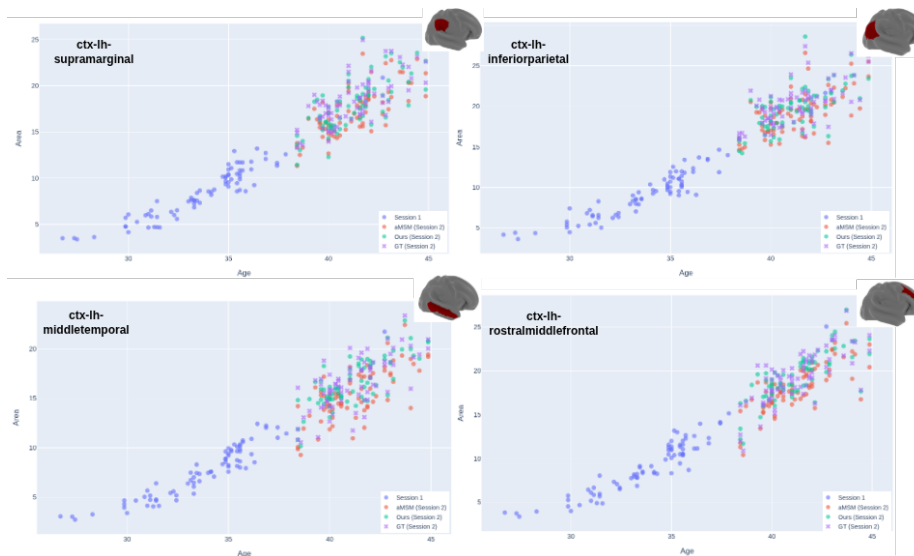 ctx-lh-
supramarginal
25
20
15
10
5
30
35
40
45
Area
Age
Session 1
aMSM (Session 2)
Ours (Session 2)
GT (Session 2)
ctx-lh-
inferiorparietal
25
20
15
10
5
30
35
40
45
Area
Age
Session 1
aMSM (Session 2)
Ours (Session 2)
GT (Session 2)
ctx-lh-
middletemporal
20
15
10
5
30
35
40
45
Area
Age
Session 1
aMSM (Session 2)
Ours (Session 2)
GT (Session 2)
ctx-lh-
rostralmiddlefrontal
25
20
15
10
5
30
35
40
45
Area
Age
Session 1
aMSM (Session 2)
Ours (Session 2)
GT (Session 2)